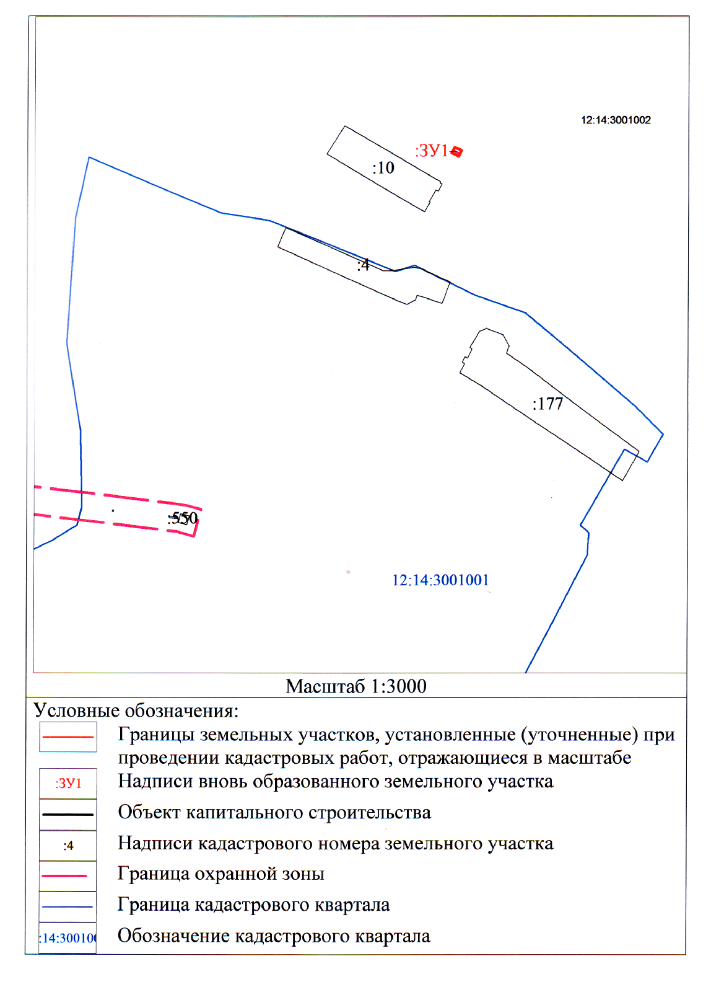 12:14:3001002
:ЗУ1
:10
:4
:177
:550
12:14:3001001
Масштаб 1:3000
Условные обозначения:
Границы земельных участков, установленные (уточненные) при
проведении кадастровых работ, отражающиеся в масштабе
:ЗУ1 Надписи вновь образованного земельного участка
Объект капитального строительства
:4 Надписи кадастрового номера земельного участка
Граница охранной зоны
Граница кадастрового квартала
:14:300100 Обозначение кадастрового квартала